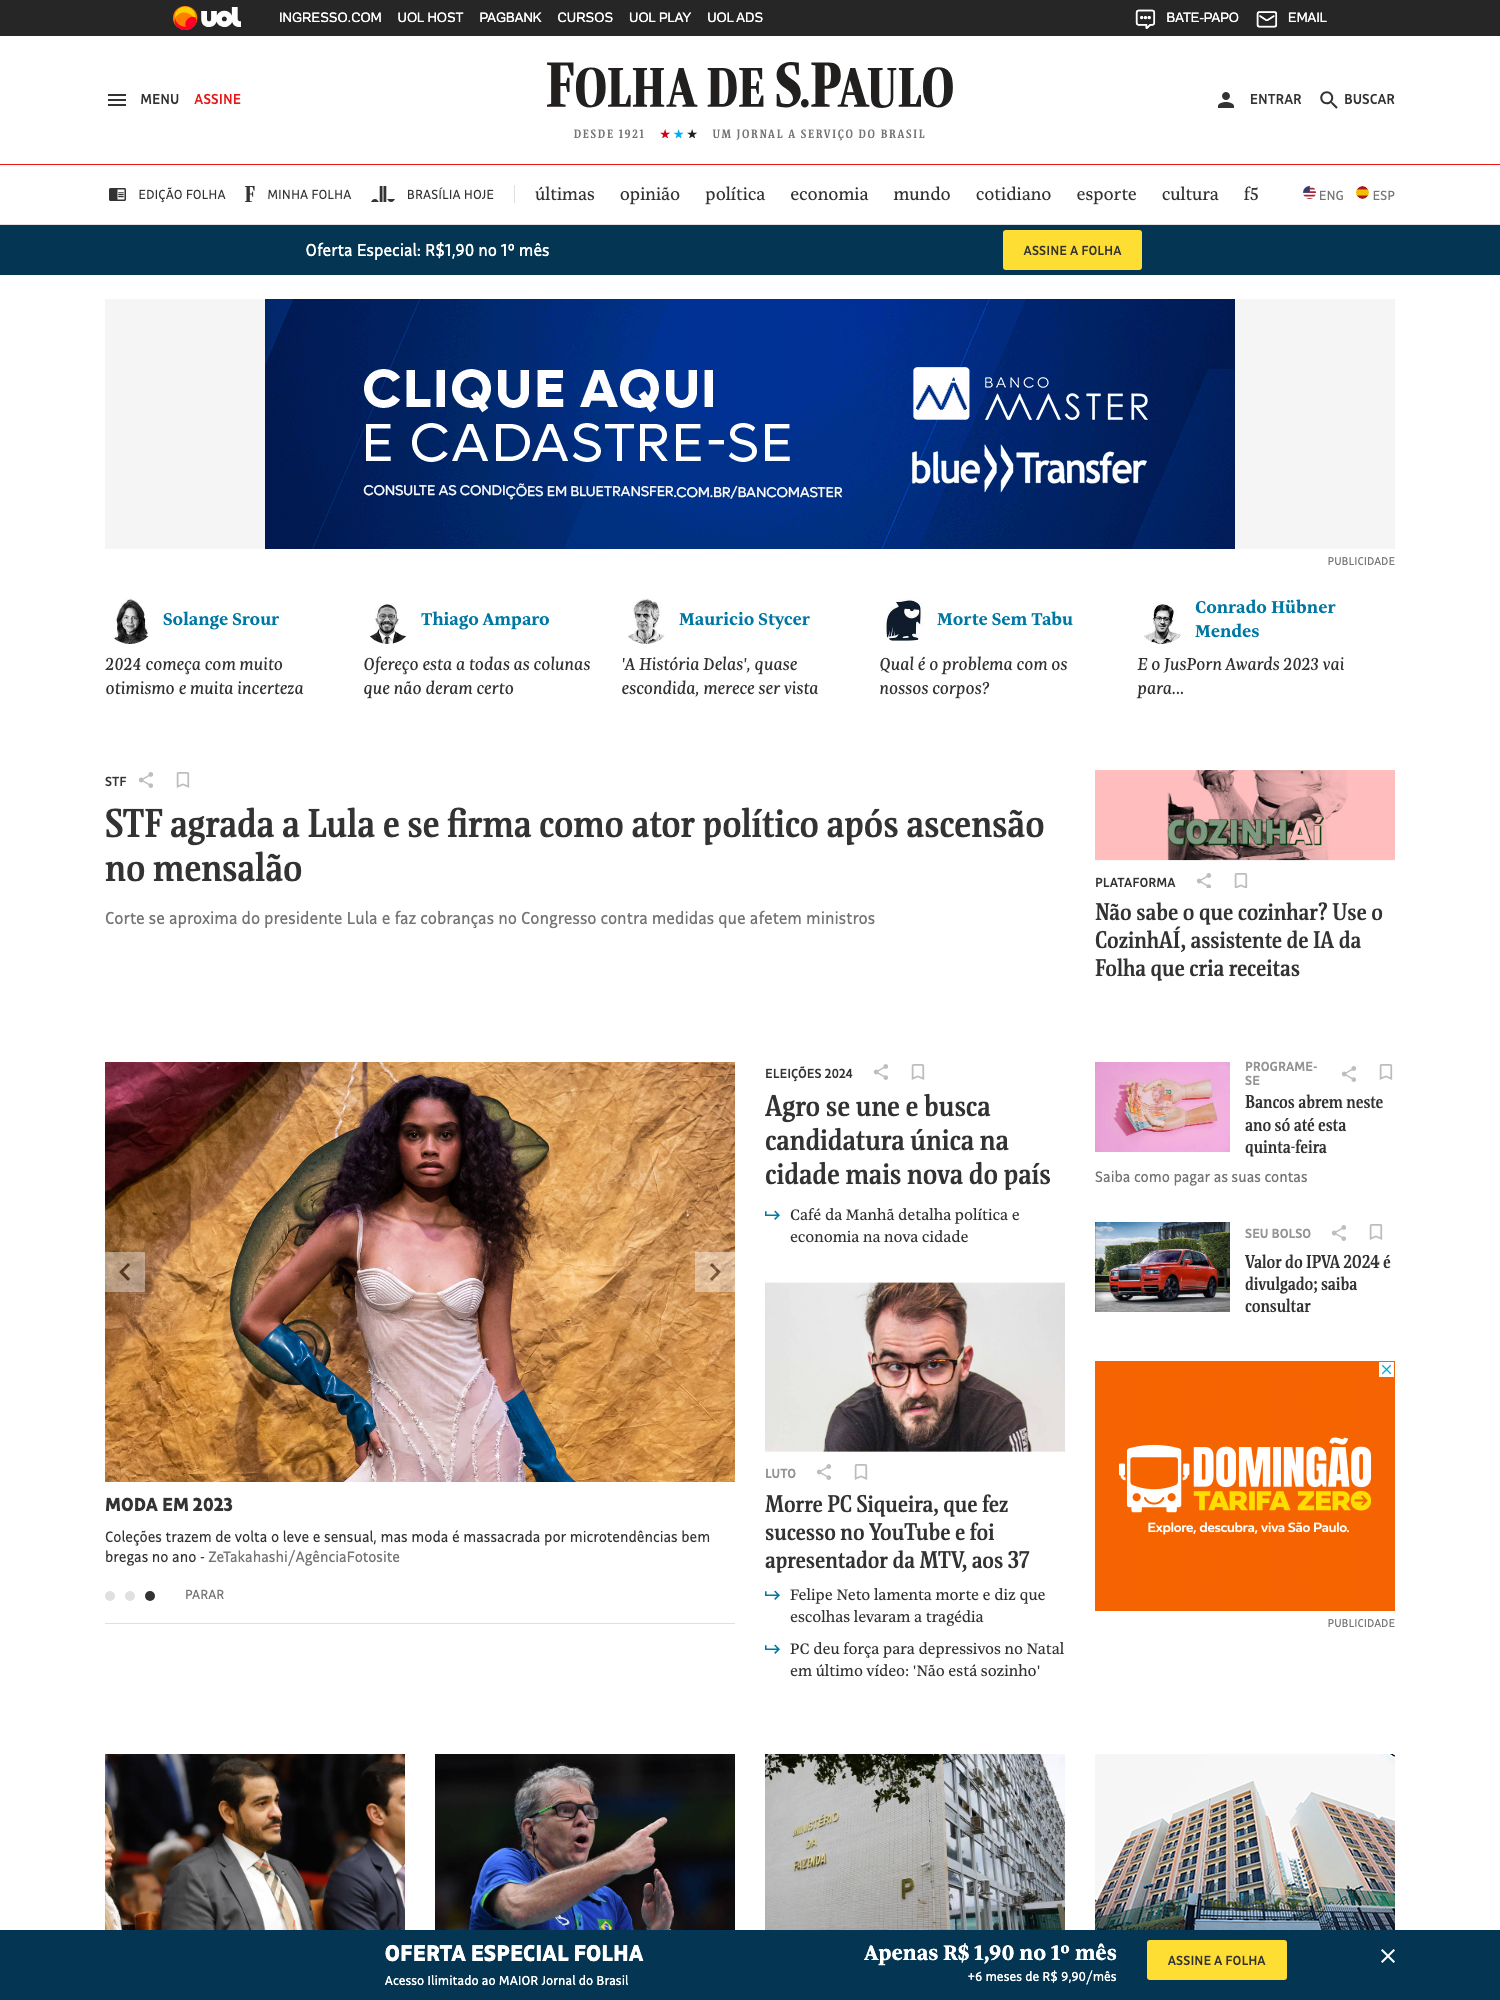 uol
INGRESSO.COM UOL HOST PAGBANK CURSOS UOL PLAY UOL ADS
BATE-PAPO EMAIL
MENU ASSINE
FOLHA DE S.PAULO
DESDE 1921 ★★★ UM JORNAL A SERVIÇO DO BRASIL
ENTRAR BUSCAR
EDIÇÃO FOLHA F MINHA FOLHA BRASÍLIA HOJE
últimas opinião política economia mundo cotidiano esporte cultura f5
ENG ESP
Oferta Especial: R$1,90 no 1º mês
ASSINE A FOLHA
CLIQUE AQUI
E CADASTRE-SE
CONSULTE AS CONDIÇÕES EM BLUETRANSFER.COM.BR/BANCOMASTER
BANCO
MASTER
blue Transfer
PUBLICIDADE
Solange Srour
2024 começa com muito
otimismo e muita incerteza
Thiago Amparo
Ofereço esta a todas as colunas
que não deram certo
Mauricio Stycer
'A História Delas', quase
escondida, merece ser vista
Morte Sem Tabu
Qual é o problema com os
nossos corpos?
Conrado Hübner
Mendes
E o JusPorn Awards 2023 vai
para...
STF
STF agrada a Lula e se firma como ator político após ascensão
no mensalão
Corte se aproxima do presidente Lula e faz cobranças no Congresso contra medidas que afetem ministros
COZINHAÍ
PLATAFORMA
Não sabe o que cozinhar? Use o
CozinhAÍ, assistente de IA da
Folha que cria receitas
MODA EM 2023
Coleções trazem de volta o leve e sensual, mas moda é massacrada por microtendências bem
bregas no ano - ZeTakahashi/AgênciaFotosite
PARAR
ELEIÇÕES 2024
Agro se une e busca
candidatura única na
cidade mais nova do país
Café da Manhã detalha política e
economia na nova cidade
LUTO
Morre PC Siqueira, que fez
sucesso no YouTube e foi
apresentador da MTV, aos 37
Felipe Neto lamenta morte e diz que
escolhas levaram a tragédia
PC deu força para depressivos no Natal
em último vídeo: 'Não está sozinho'
PROGRAME-
SE
Bancos abrem neste
ano só até esta
quinta-feira
Saiba como pagar as suas contas
SEU BOLSO
Valor do IPVA 2024 é
divulgado; saiba
consultar
DOMINGÃO
TARIFA ZERO
Explore, descubra, viva São Paulo.
PUBLICIDADE
MINISTÉRIO
DA
FAZENDA
P
OFERTA ESPECIAL FOLHA
Acesso Ilimitado ao MAIOR Jornal do Brasil
Apenas R$ 1,90 no 1º mês
+6 meses de R$ 9,90/mês
ASSINE A FOLHA